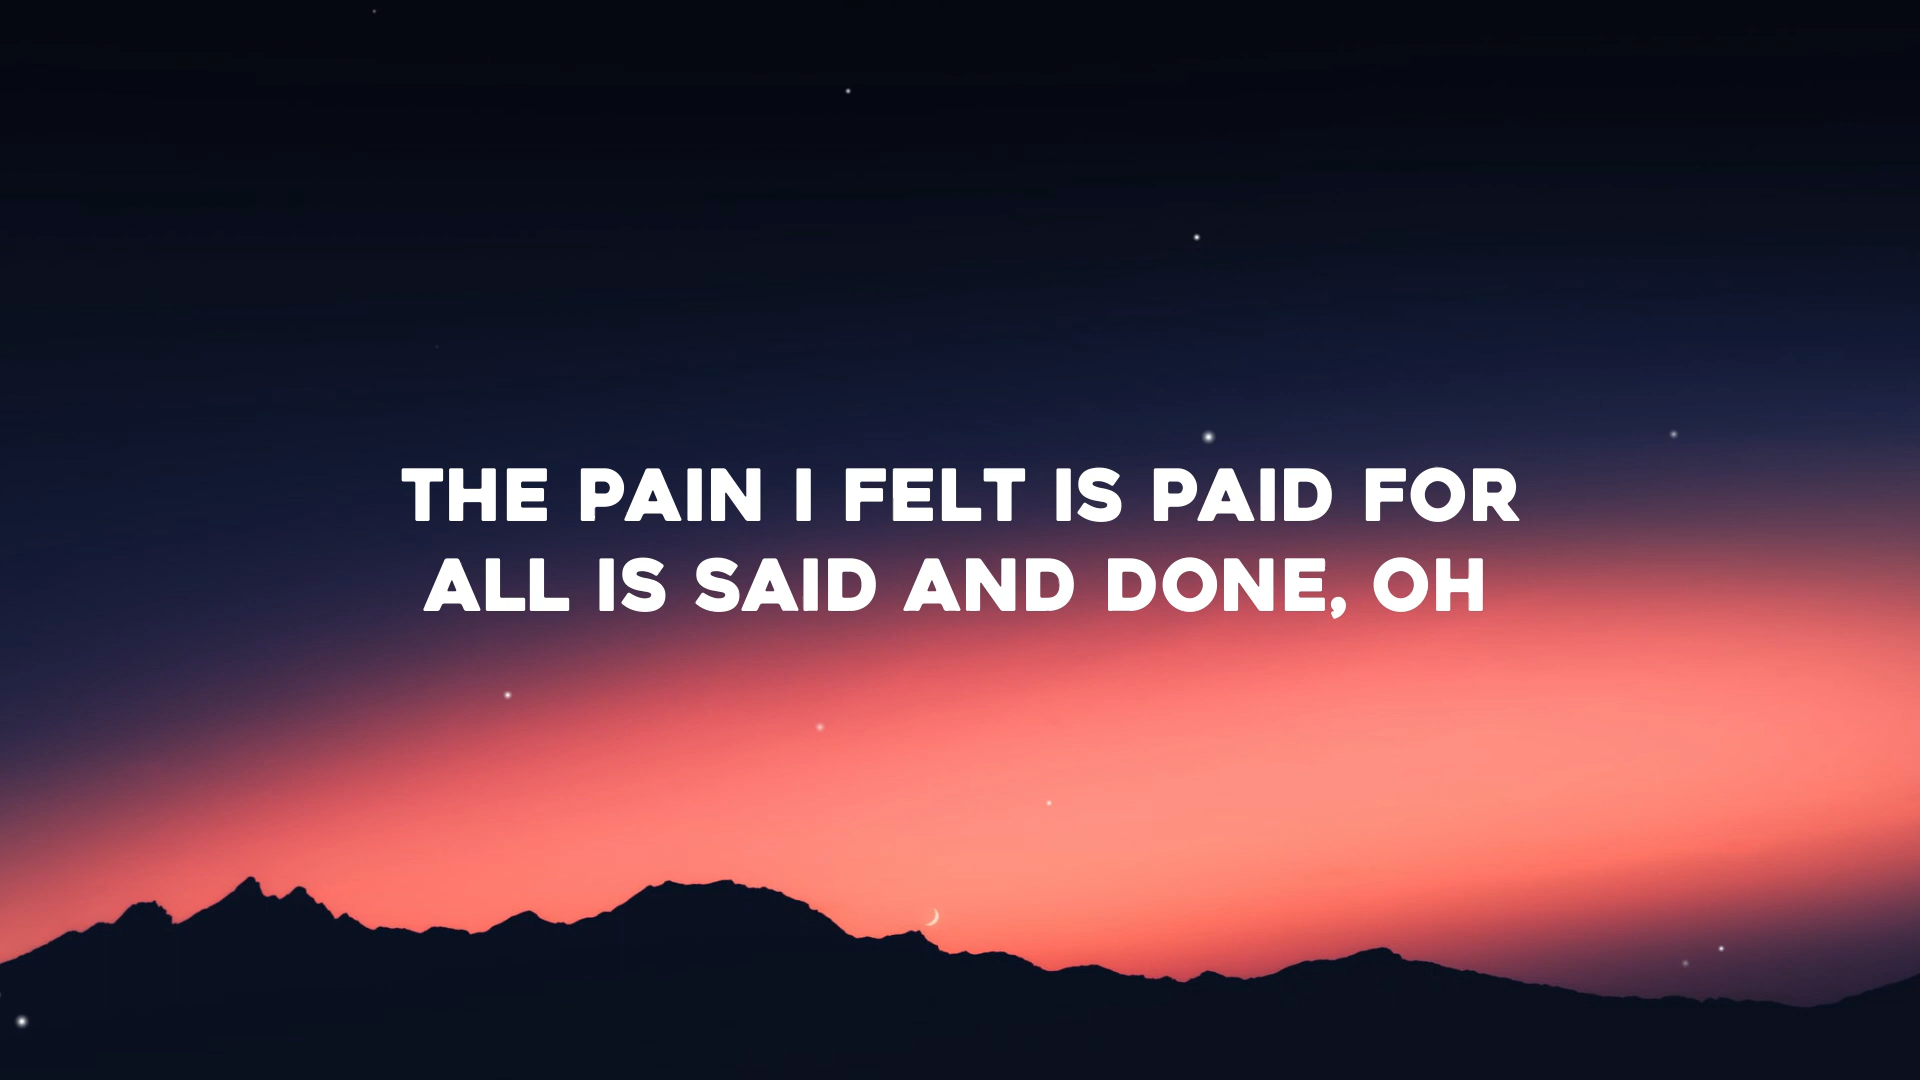 THE PAIN I FELT IS PAID FOR
ALL IS SAID AND DONE, OH